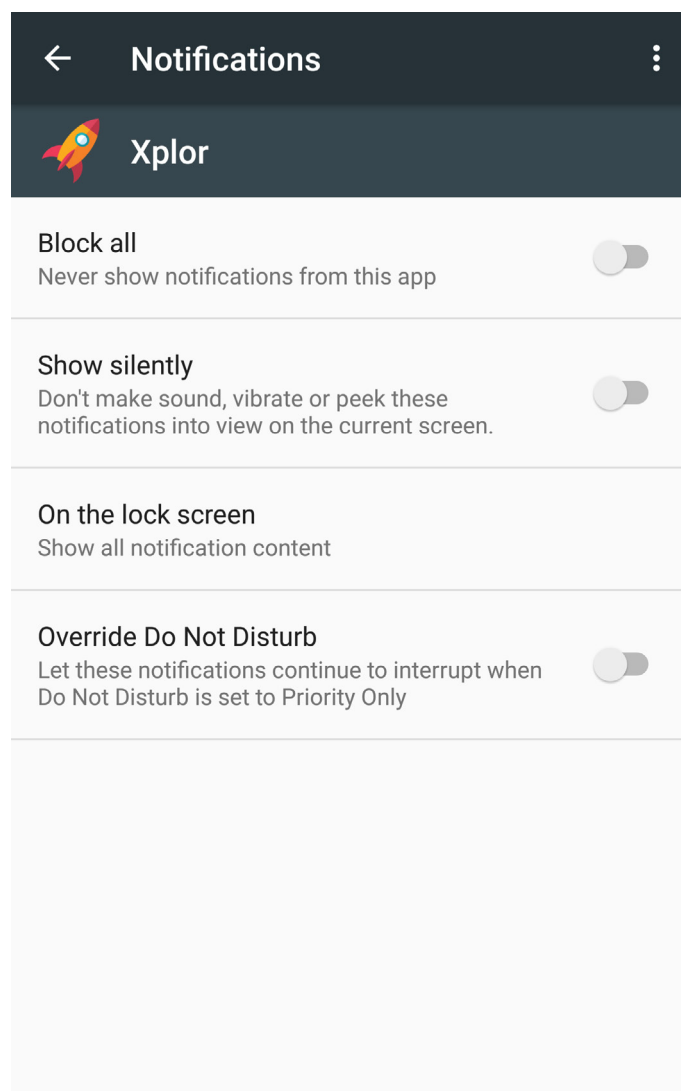 Notifications
Xplor
Block all
Never show notifications from this app
Show silently
Don't make sound, vibrate or peek these
notifications into view on the current screen.
On the lock screen
Show all notification content
Override Do Not Disturb
Let these notifications continue to interrupt when
Do Not Disturb is set to Priority Only